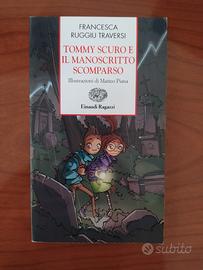 FRANCESCA
RUGGIU TRAVERSI
TOMMY SCURO E
IL MANOSCRITTO
SCOMPARSO
Illustrazioni di Matteo Piana
Einaudi Ragazzi
subito